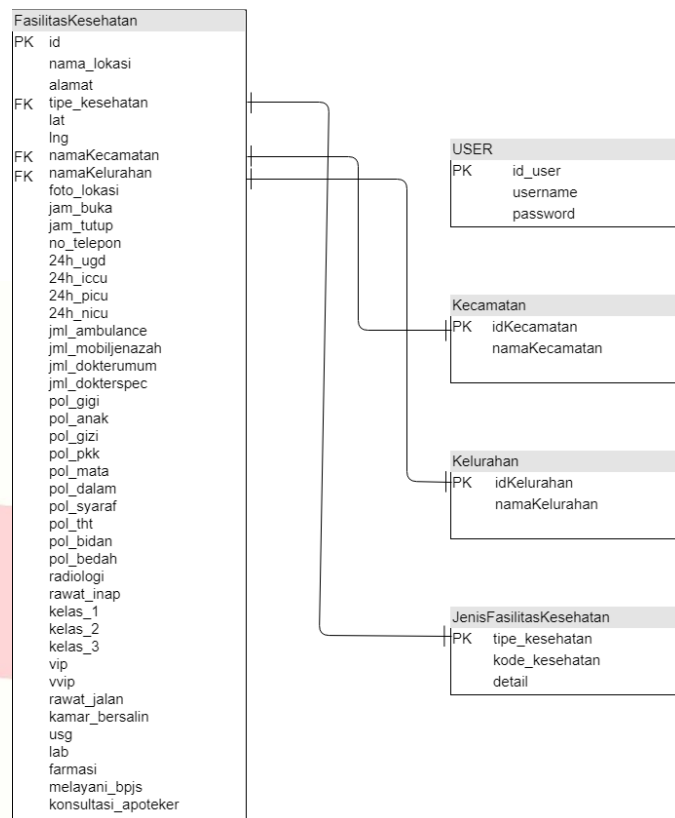 FasilitasKesehatan
PK id
nama_lokasi
alamat
FK tipe_kesehatan
lat
lng
FK namaKecamatan
FK namaKelurahan
foto_lokasi
jam_buka
jam_tutup
no_telepon
24h_ugd
24h_iccu
24h_picu
24h_nicu
jml_ambulance
jml_mobiljenazah
jml_dokterumum
jml_dokterspec
pol_gigi
pol_anak
pol_gizi
pol_pkk
pol_mata
pol_dalam
pol_syaraf
pol_tht
pol_bidan
pol_bedah
radiologi
rawat_inap
kelas_1
kelas_2
kelas_3
vip
vvip
rawat_jalan
kamar_bersalin
usg
lab
farmasi
melayani_bpjs
konsultasi_apoteker
USER
PK id_user
username
password
Kecamatan
PK idKecamatan
namaKecamatan
Kelurahan
PK idKelurahan
namaKelurahan
JenisFasilitasKesehatan
PK tipe_kesehatan
kode_kesehatan
detail